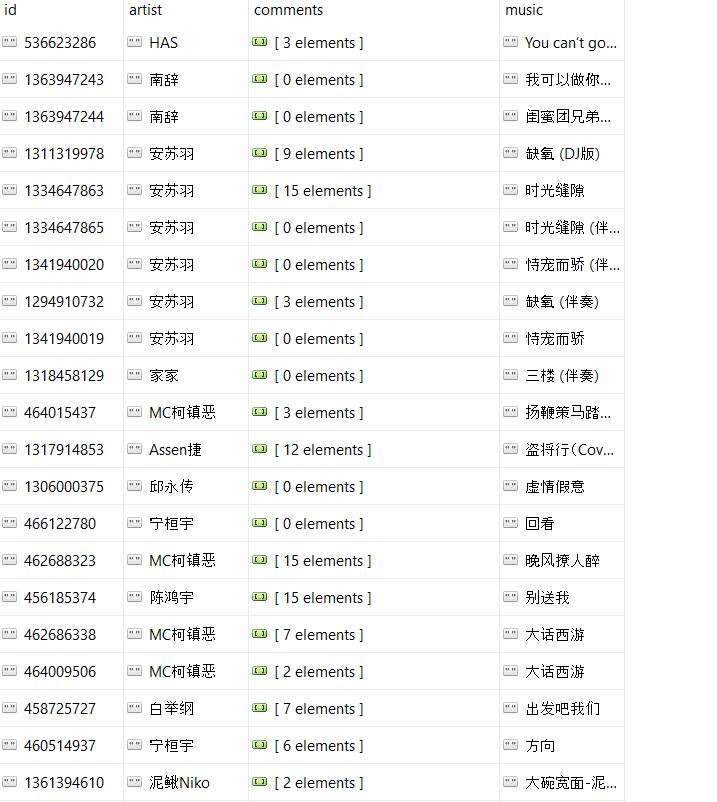 id artist comments music
536623286 HAS [ 3 elements ] You can't go...
1363947243 南辞 [ 0 elements ] 我可以做你...
1363947244 南辞 [ 0 elements ] 闺蜜团兄弟...
1311319978 安苏羽 [ 9 elements ] 缺氧 (DJ版)
1334647863 安苏羽 [ 15 elements ] 时光缝隙
1334647865 安苏羽 [ 0 elements ] 时光缝隙 (伴...
1341940020 安苏羽 [ 0 elements ] 恃宠而骄 (伴...
1294910732 安苏羽 [ 3 elements ] 缺氧 (伴奏)
1341940019 安苏羽 [ 0 elements ] 恃宠而骄
1318458129 家家 [ 0 elements ] 三楼 (伴奏)
464015437 MC柯镇恶 [ 3 elements ] 扬鞭策马踏...
1317914853 Assen捷 [ 12 elements ] 盗将行（Cov...
1306000375 邱永传 [ 0 elements ] 虚情假意
466122780 宁桓宇 [ 0 elements ] 回看
462688323 MC柯镇恶 [ 15 elements ] 晚风撩人醉
456185374 陈鸿宇 [ 15 elements ] 别送我
462686338 MC柯镇恶 [ 7 elements ] 大话西游
464009506 MC柯镇恶 [ 2 elements ] 大话西游
458725727 白举纲 [ 7 elements ] 出发吧我们
460514937 宁桓宇 [ 6 elements ] 方向
1361394610 泥鳅Niko [ 2 elements ] 大碗宽面-泥...